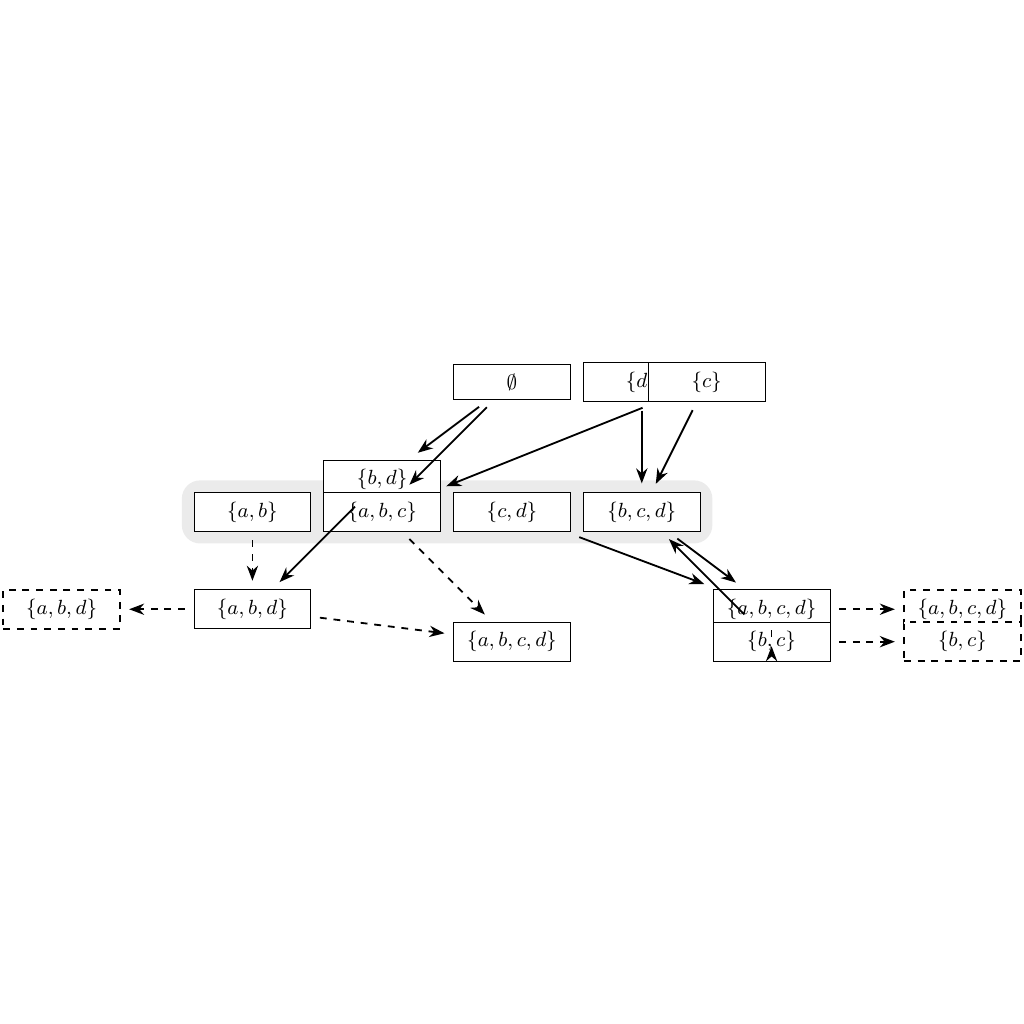 ∅
{d
{c}
{b, d}
{a, b}
{a, b, c}
{c, d}
{b, c, d}
{a, b, d}
{a, b, d}
{a, b, c, d}
{a, b, c, d}
{a, b, c, d}
{b, c}
{b, c}